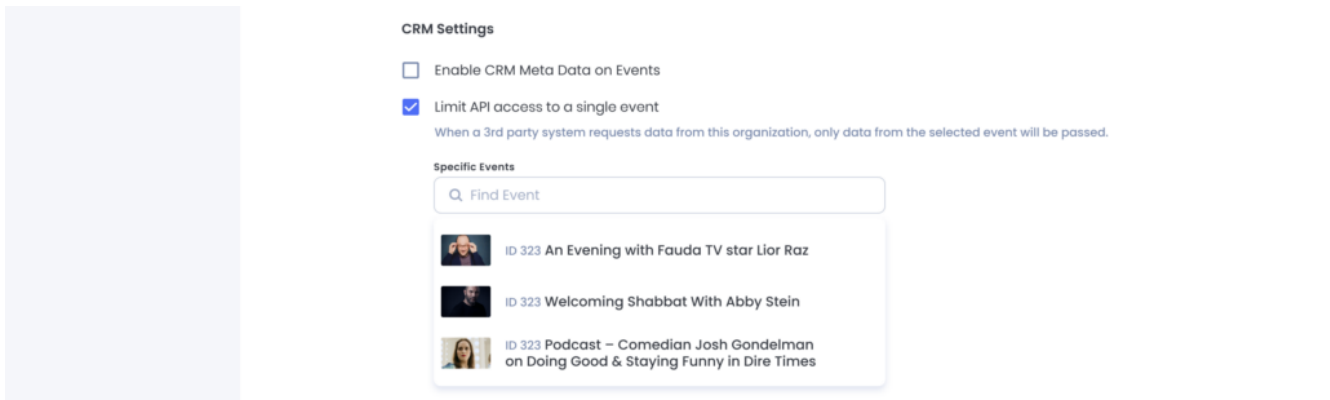 CRM Settings
Enable CRM Meta Data on Events
Limit API access to a single event
When a 3rd party system requests data from this organization, only data from the selected event will be passed.
Specific Events
Find Event
ID 323 An Evening with Fauda TV star Lior Raz
ID 323 Welcoming Shabbat With Abby Stein
ID 323 Podcast – Comedian Josh Gondelman
on Doing Good & Staying Funny in Dire Times